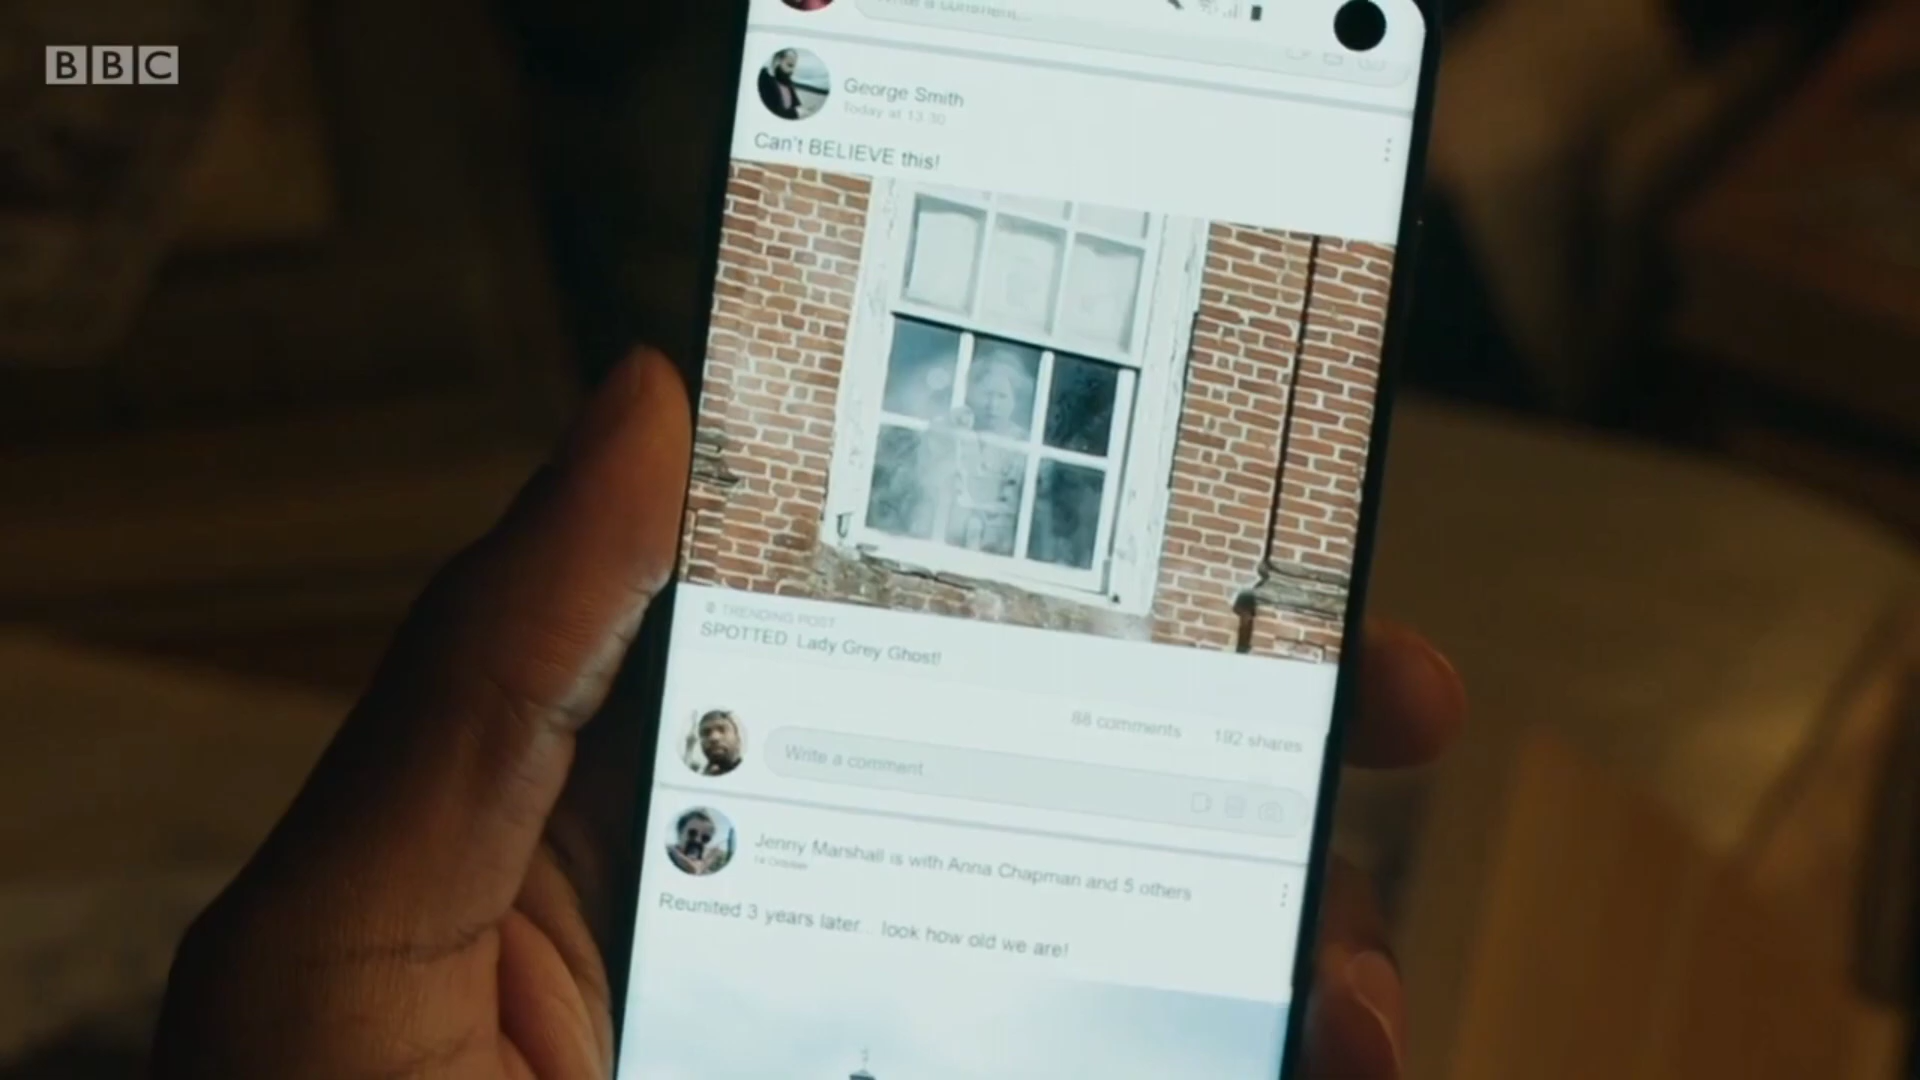 BBC
Write a comment...
George Smith
Today at 13.30
Can't BELIEVE this!
TRENDING POST
SPOTTED Lady Grey Ghost!
88 comments 192 shares
Write a comment
Jenny Marshall is with Anna Chapman and 5 others
14 October
Reunited 3 years later... look how old we are!